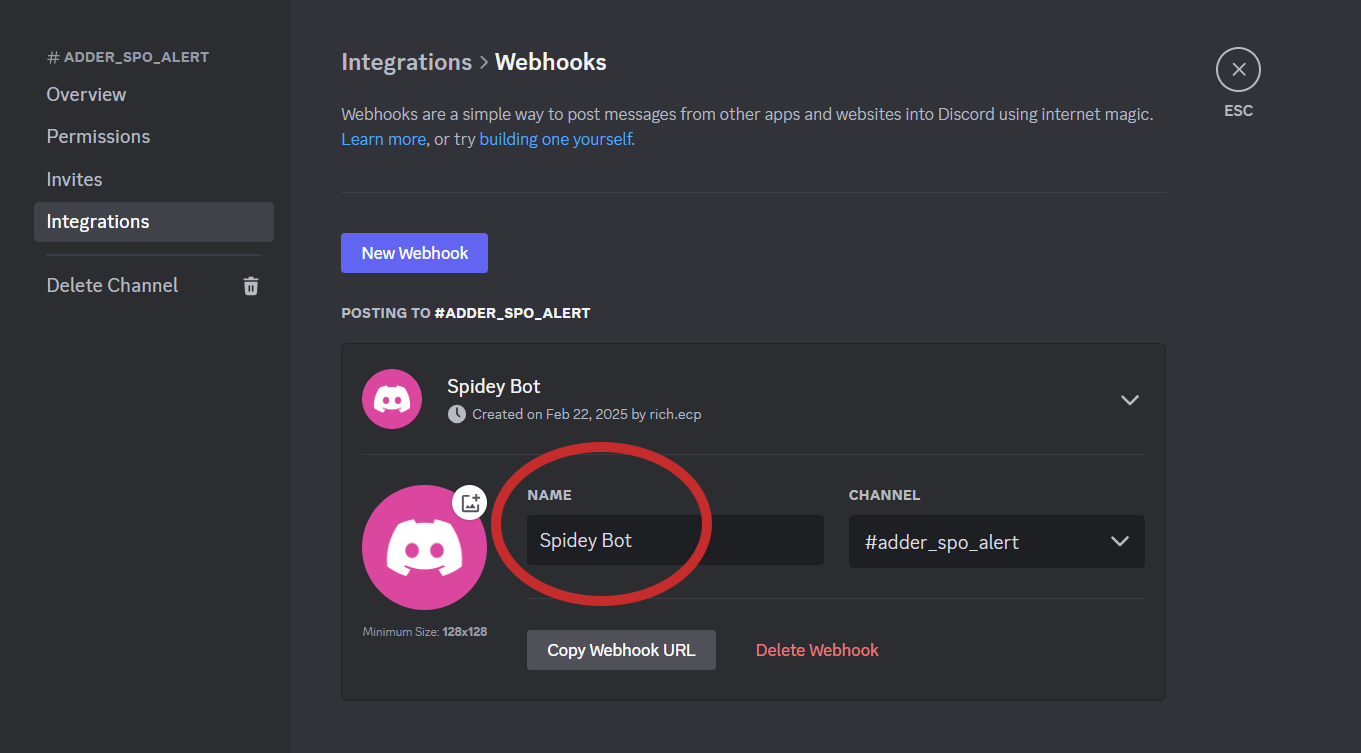 # ADDER_SPO_ALERT
Overview
Permissions
Invites
Integrations
Delete Channel
Integrations > Webhooks
ESC
Webhooks are a simple way to post messages from other apps and websites into Discord using internet magic.
Learn more, or try building one yourself.
New Webhook
POSTING TO #ADDER_SPO_ALERT
Spidey Bot
Created on Feb 22, 2025 by rich.ecp
NAME
Spidey Bot
CHANNEL
#adder_spo_alert
Minimum Size: 128x128
Copy Webhook URL
Delete Webhook